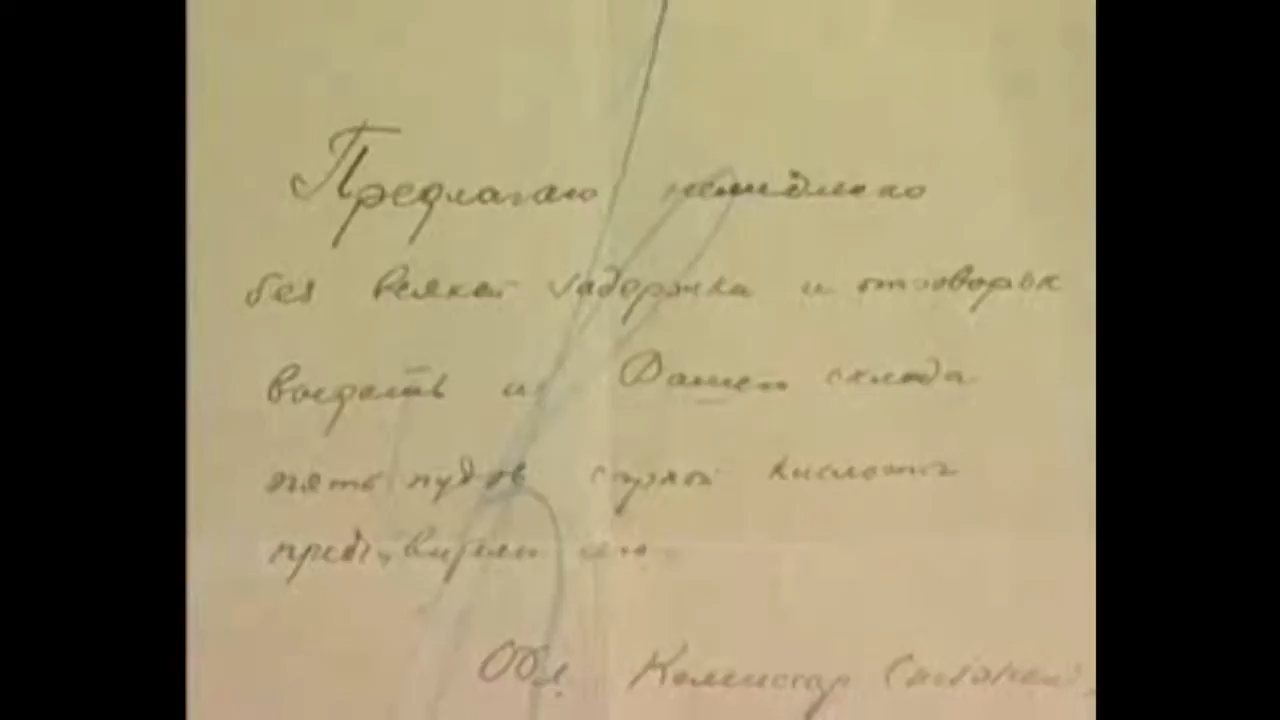 Предлагаю немедленно
без всякой задержки и отговорок
выдать из Вашего склада
пять пудов серной кислоты
предъявителю сего.
Обл. Комиссар